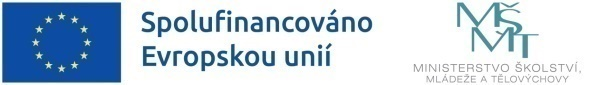 Spolufinancováno
Evropskou unií
MŠMT
MINISTERSTVO ŠKOLSTVÍ,
MLÁDEŽE A TĚLOVÝCHOVY